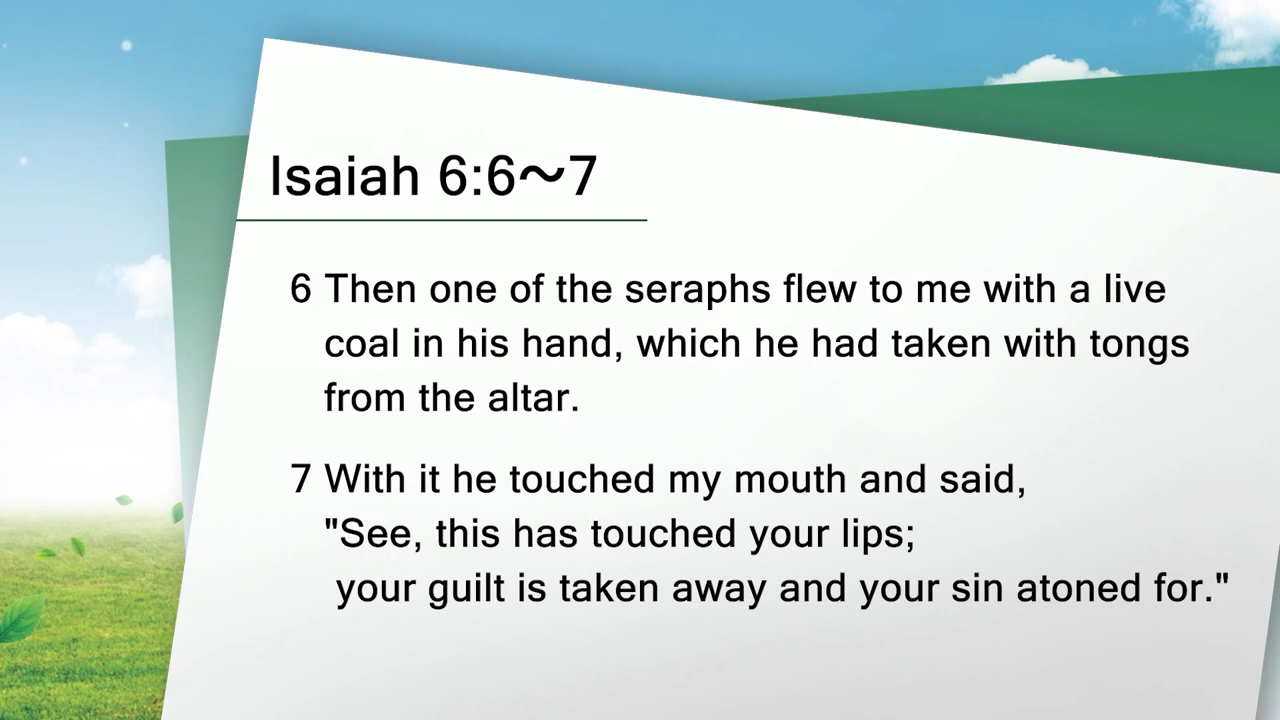 Isaiah 6:6～7
6 Then one of the seraphs flew to me with a live
coal in his hand, which he had taken with tongs
from the altar.
7 With it he touched my mouth and said,
"See, this has touched your lips;
your guilt is taken away and your sin atoned for."